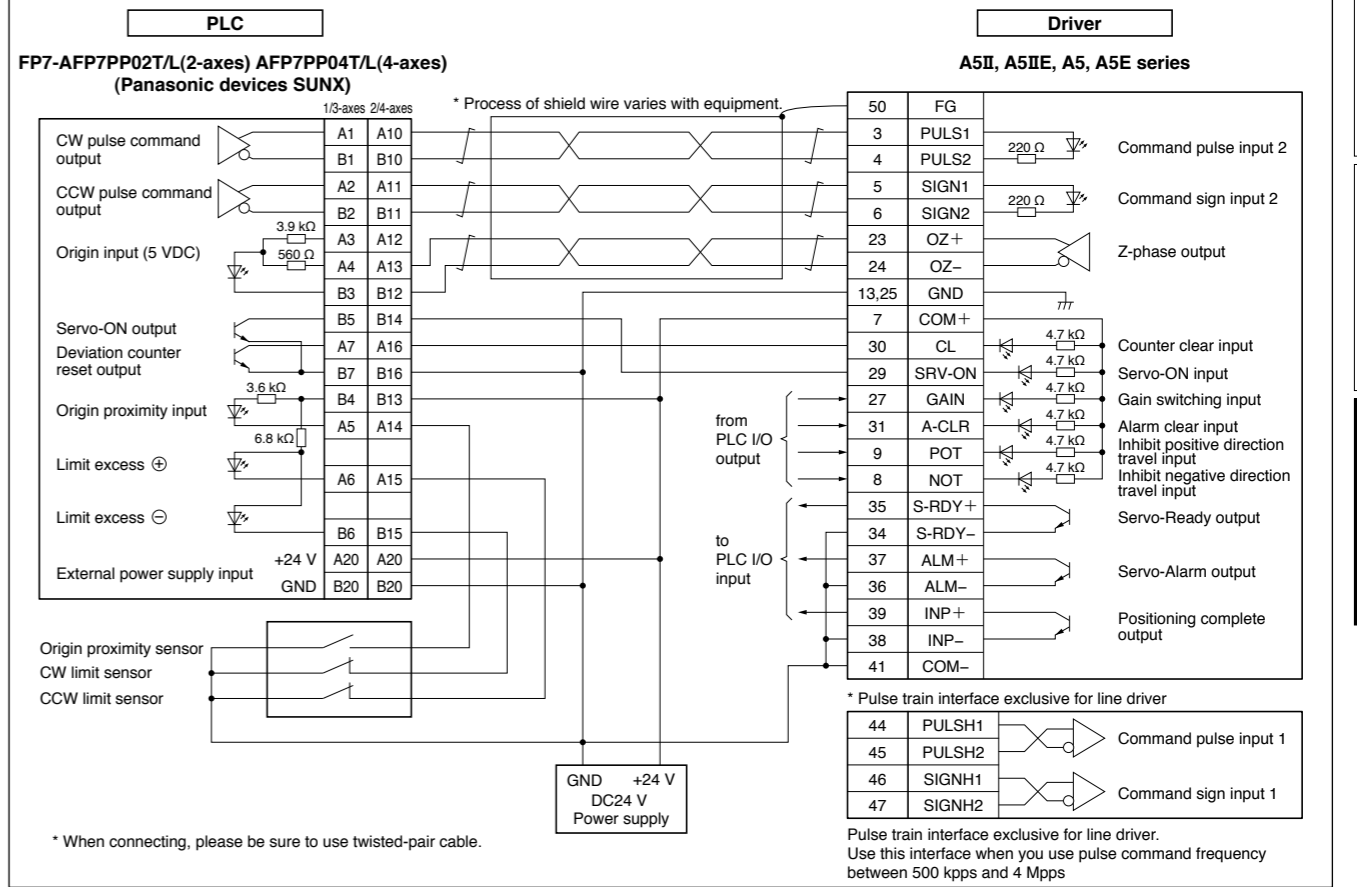 PLC
Driver
FP7-AFP7PP02T/L(2-axes) AFP7PP04T/L(4-axes)
(Panasonic devices SUNX)
A5Ⅱ, A5ⅡE, A5, A5E series
1/3-axes 2/4-axes
* Process of shield wire varies with equipment.
CW pulse command
output
A1 A10
B1 B10
CCW pulse command
output
A2 A11
B2 B11
Origin input (5 VDC)
3.9 kΩ
560 Ω
A3 A12
A4 A13
B3 B12
Servo-ON output
B5 B14
Deviation counter
reset output
A7 A16
B7 B16
3.6 kΩ
B4 B13
Origin proximity input
A5 A14
6.8 kΩ
Limit excess ⊕
A6 A15
Limit excess ⊖
B6 B15
External power supply input
+24 V A20 A20
GND B20 B20
Origin proximity sensor
CW limit sensor
CCW limit sensor
from
PLC I/O
output
to
PLC I/O
input
GND +24 V
DC24 V
Power supply
50 FG
3 PULS1
4 PULS2
220 Ω
Command pulse input 2
5 SIGN1
6 SIGN2
220 Ω
Command sign input 2
23 OZ+
24 OZ−
Z-phase output
13,25 GND
7 COM+
30 CL 4.7 kΩ Counter clear input
29 SRV-ON 4.7 kΩ Servo-ON input
27 GAIN 4.7 kΩ Gain switching input
31 A-CLR 4.7 kΩ Alarm clear input
9 POT 4.7 kΩ Inhibit positive direction
travel input
8 NOT 4.7 kΩ Inhibit negative direction
travel input
35 S-RDY+
34 S-RDY−
Servo-Ready output
37 ALM+
36 ALM−
Servo-Alarm output
39 INP+
38 INP−
Positioning complete
output
41 COM−
* Pulse train interface exclusive for line driver
44 PULSH1
45 PULSH2
Command pulse input 1
46 SIGNH1
47 SIGNH2
Command sign input 1
* When connecting, please be sure to use twisted-pair cable.
Pulse train interface exclusive for line driver.
Use this interface when you use pulse command frequency
between 500 kpps and 4 Mpps